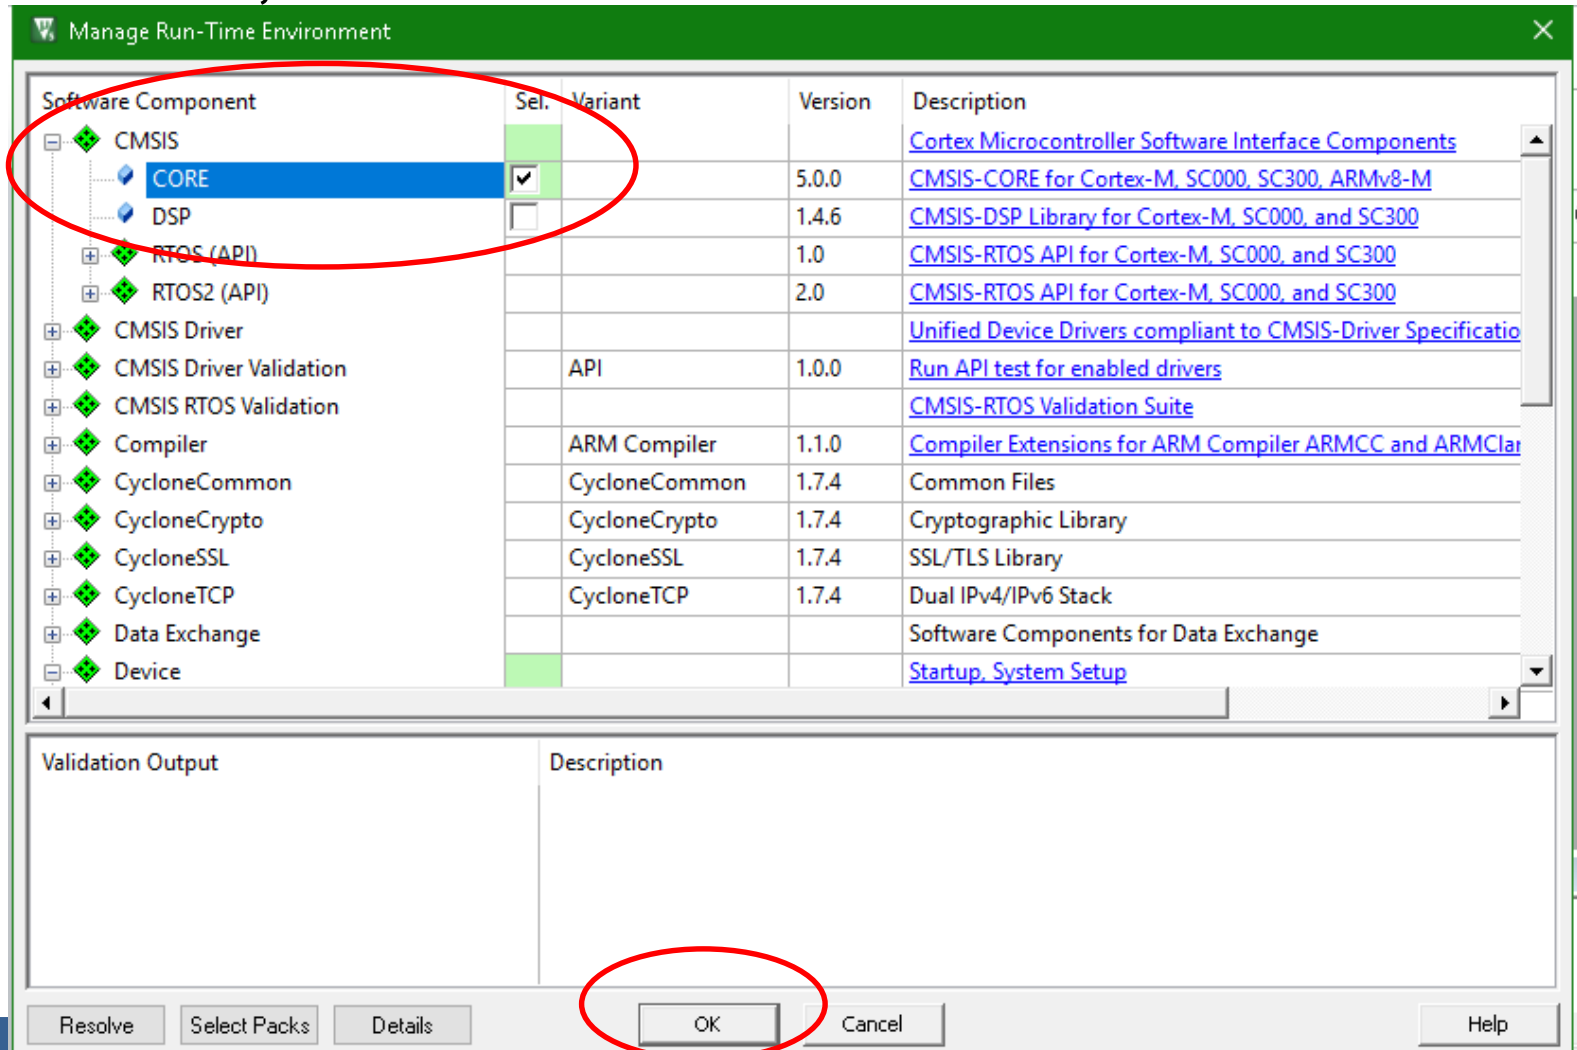 Manage Run-Time Environment
Software Component Sel. Variant Version Description
CMSIS Cortex Microcontroller Software Interface Components
CORE 5.0.0 CMSIS-CORE for Cortex-M, SC000, SC300, ARMv8-M
DSP 1.4.6 CMSIS-DSP Library for Cortex-M, SC000, and SC300
RTOS (API) 1.0 CMSIS-RTOS API for Cortex-M, SC000, and SC300
RTOS2 (API) 2.0 CMSIS-RTOS API for Cortex-M, SC000, and SC300
CMSIS Driver Unified Device Drivers compliant to CMSIS-Driver Specificatio
CMSIS Driver Validation API 1.0.0 Run API test for enabled drivers
CMSIS RTOS Validation CMSIS-RTOS Validation Suite
Compiler ARM Compiler 1.1.0 Compiler Extensions for ARM Compiler ARMCC and ARMClar
CycloneCommon CycloneCommon 1.7.4 Common Files
CycloneCrypto CycloneCrypto 1.7.4 Cryptographic Library
CycloneSSL CycloneSSL 1.7.4 SSL/TLS Library
CycloneTCP CycloneTCP 1.7.4 Dual IPv4/IPv6 Stack
Data Exchange Software Components for Data Exchange
Device Startup, System Setup
Validation Output Description
Resolve Select Packs Details OK Cancel Help